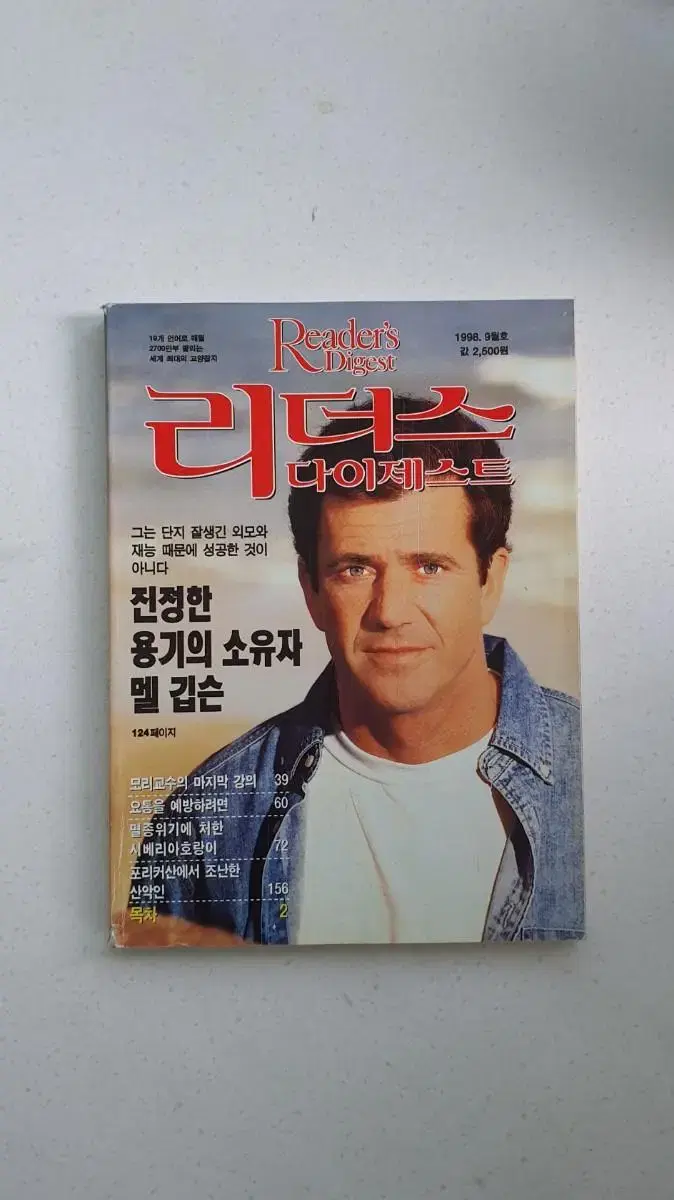 19개 언어로 매월
2700만부 팔리는
세계 최대의 교양잡지
Reader's
Digest
1998. 9월호
값 2,500원
리더스
다이제스트
그는 단지 잘생긴 외모와
재능 때문에 성공한 것이
아니다
진정한
용기의 소유자
멜 깁슨
124페이지
모리교수의 마지막 강의 39
요통을 예방하려면 60
멸종위기에 처한
시베리아호랑이 72
포리커산에서 조난한
산악인 156
목차 2